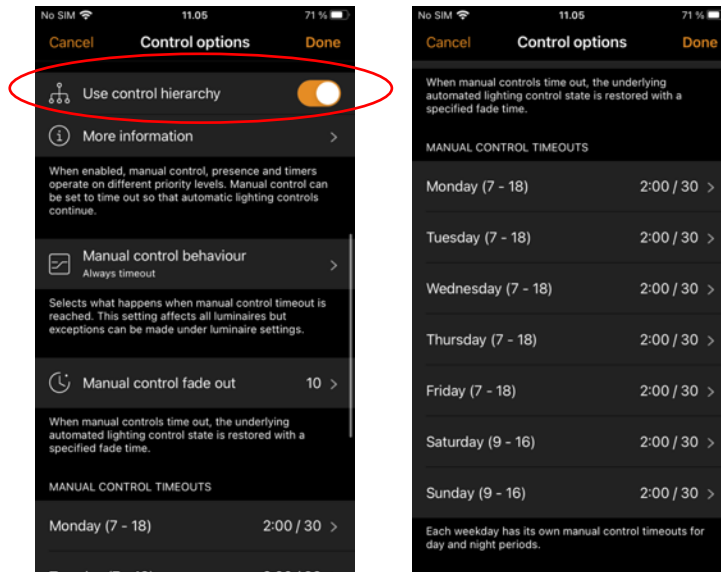 No SIM 11.05 71 %
Cancel Control options Done
Use control hierarchy
More information
When enabled, manual control, presence and timers
operate on different priority levels. Manual control can
be set to time out so that automatic lighting controls
continue.
Manual control behaviour
Always timeout
Selects what happens when manual control timeout is
reached. This setting affects all luminaires but
exceptions can be made under luminaire settings.
Manual control fade out 10
When manual controls time out, the underlying
automated lighting control state is restored with a
specified fade time.
MANUAL CONTROL TIMEOUTS
Monday (7 - 18) 2:00 / 30
No SIM 11.05 71 %
Cancel Control options Done
When manual controls time out, the underlying
automated lighting control state is restored with a
specified fade time.
MANUAL CONTROL TIMEOUTS
Monday (7 - 18) 2:00 / 30
Tuesday (7 - 18) 2:00 / 30
Wednesday (7 - 18) 2:00 / 30
Thursday (7 - 18) 2:00 / 30
Friday (7 - 18) 2:00 / 30
Saturday (9 - 16) 2:00 / 30
Sunday (9 - 16) 2:00 / 30
Each weekday has its own manual control timeouts for
day and night periods.